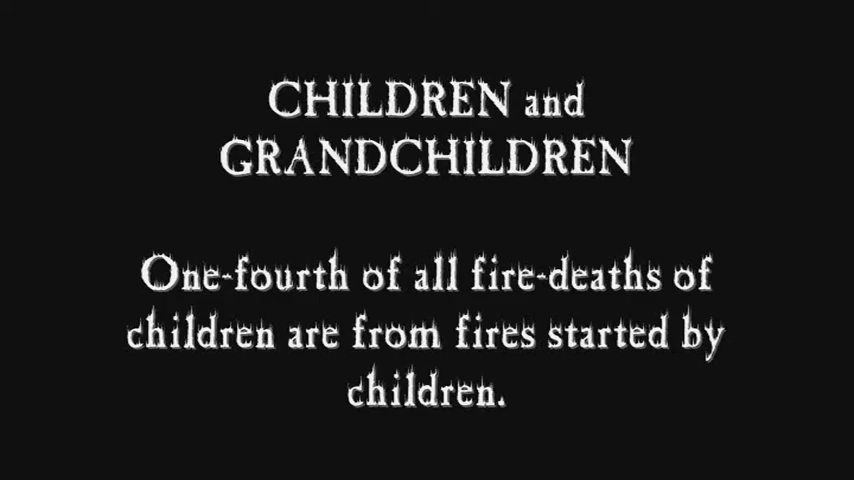 CHILDREN and
GRANDCHILDREN
One-fourth of all fire-deaths of
children are from fires started by
children.